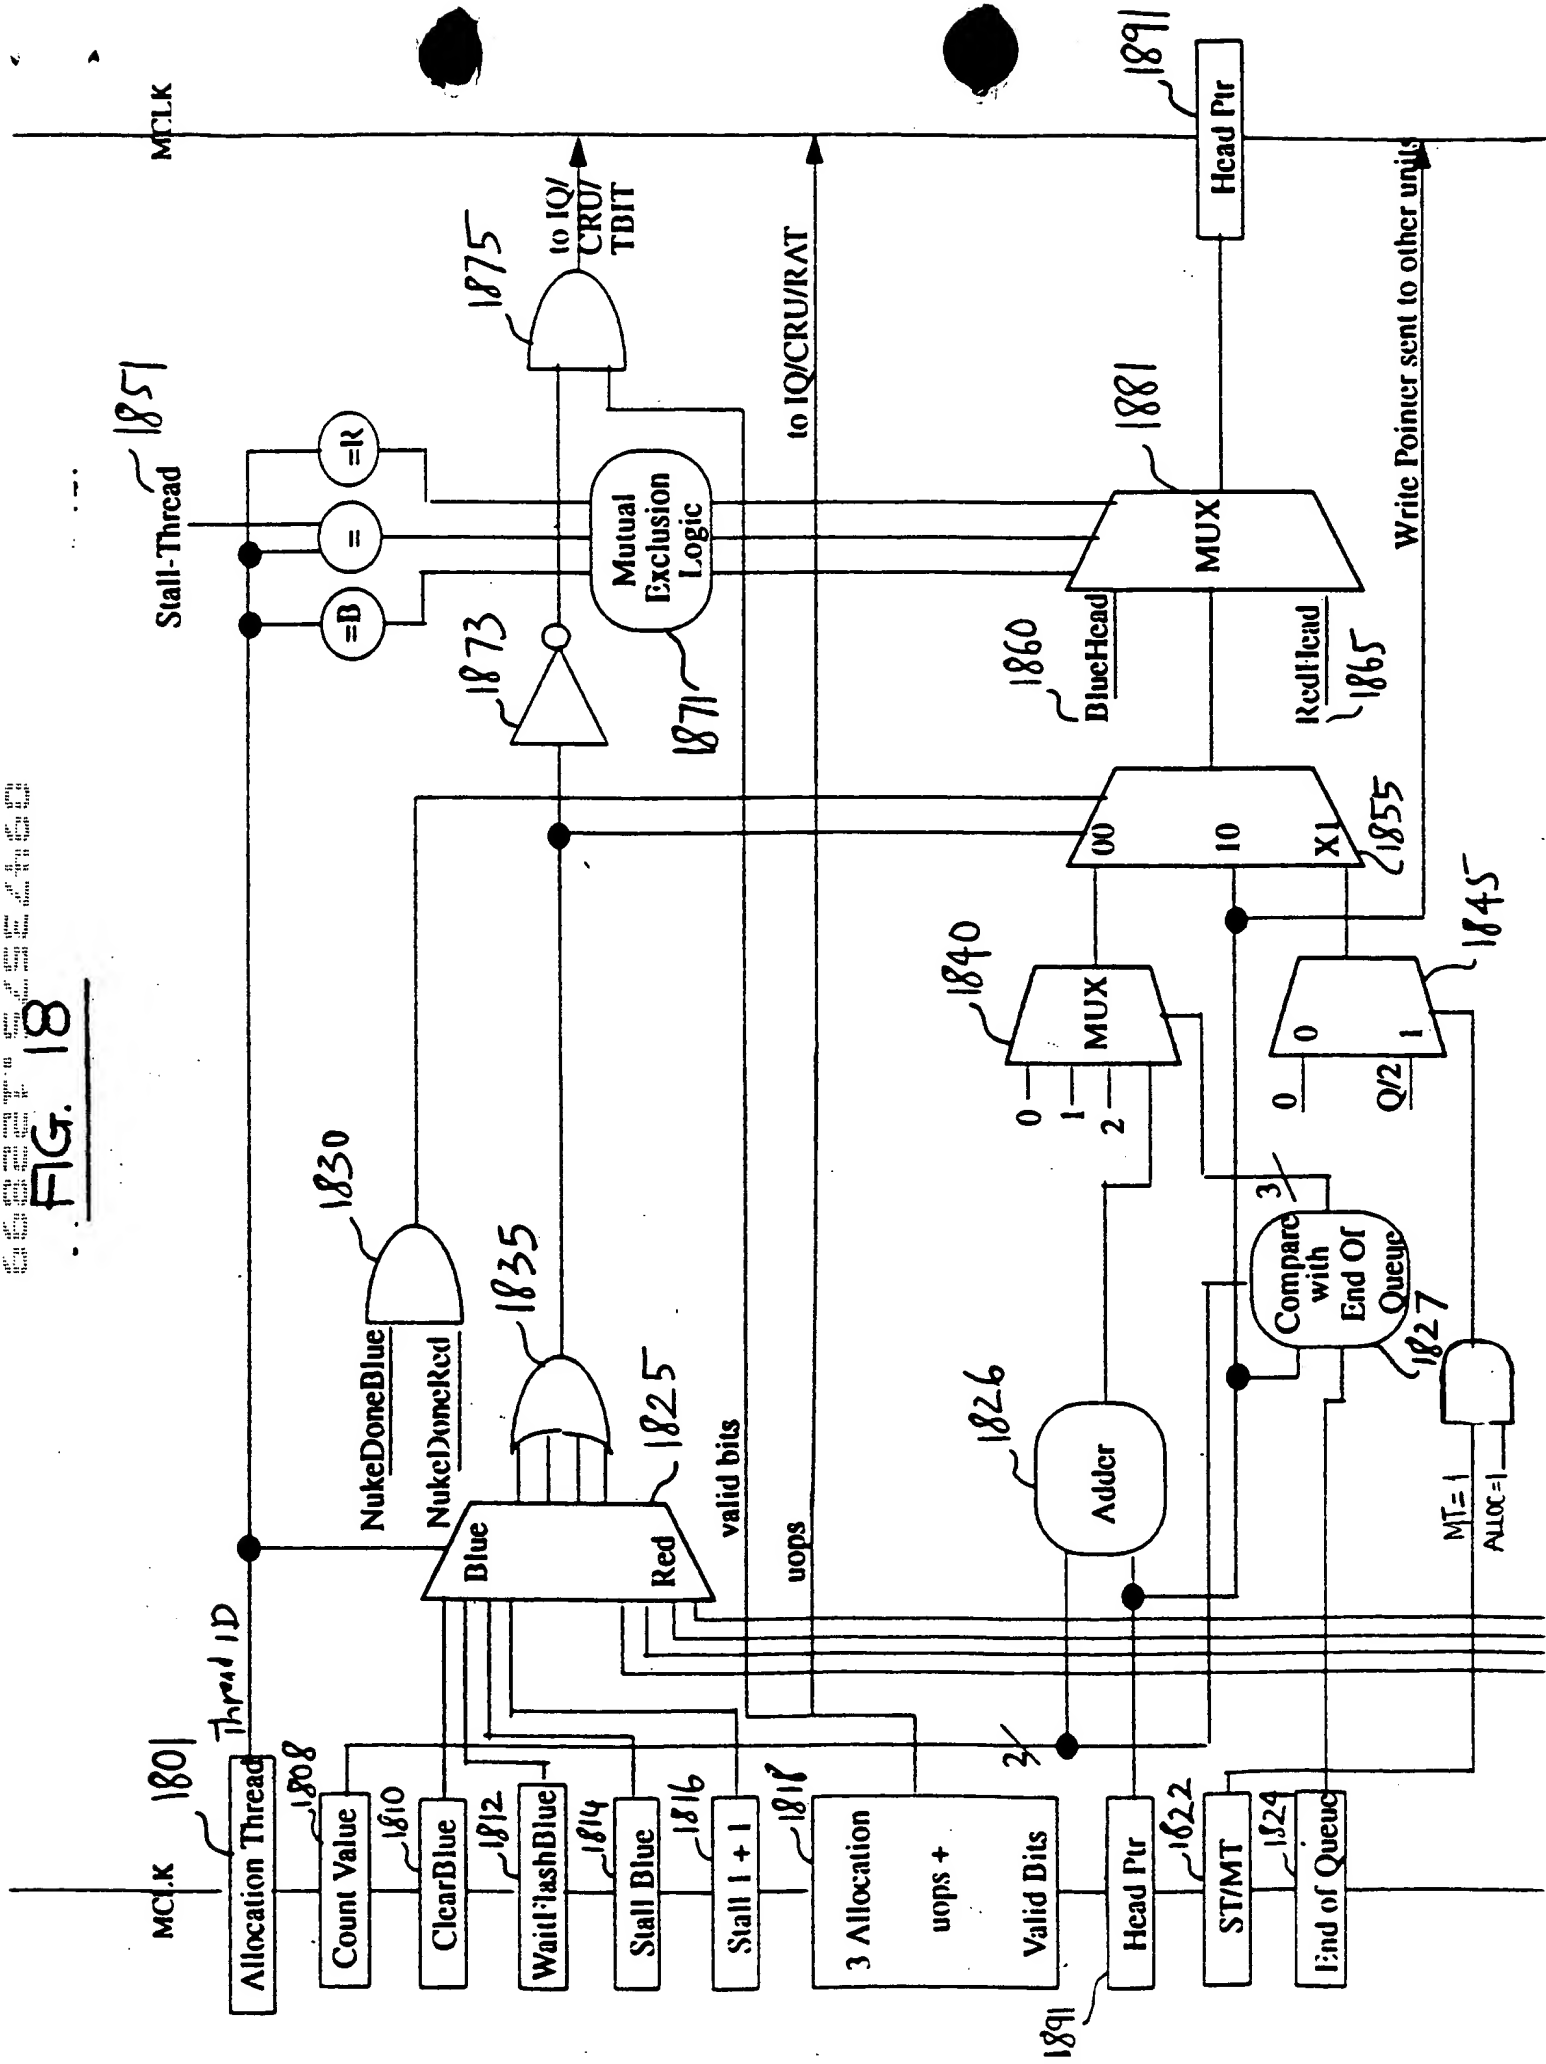 FIG. 18
MCLK
1801
Allocation Thread
Thread ID
1808
Count Value
1810
ClearBlue
1812
WaitFlashBlue
1814
Stall Blue
1816
Stall 1 + 1
1818
3 Allocation
uops +
Valid Bits
1891
Head Ptr
1822
ST/MT
1824
End of Queue
2
Blue
Red
1825
NukeDoneBlue
NukeDoneRed
1830
1835
valid bits
uops
1826
Adder
Compare
with
End Of
Queue
1827
3
MT=1
ALLOC=1
0
1
2
MUX
1840
0
Q/2
0
1
1845
00
10
X1
1855
1873
Stall-Thread
1851
=B
=
=R
Mutual
Exclusion
Logic
1871
1860
BlueHead
RedHead
1865
MUX
1881
1875
to IQ/
CRU/
TBIT
to IQ/CRU/RAT
Write Pointer sent to other units
MCLK
Head Ptr
1891